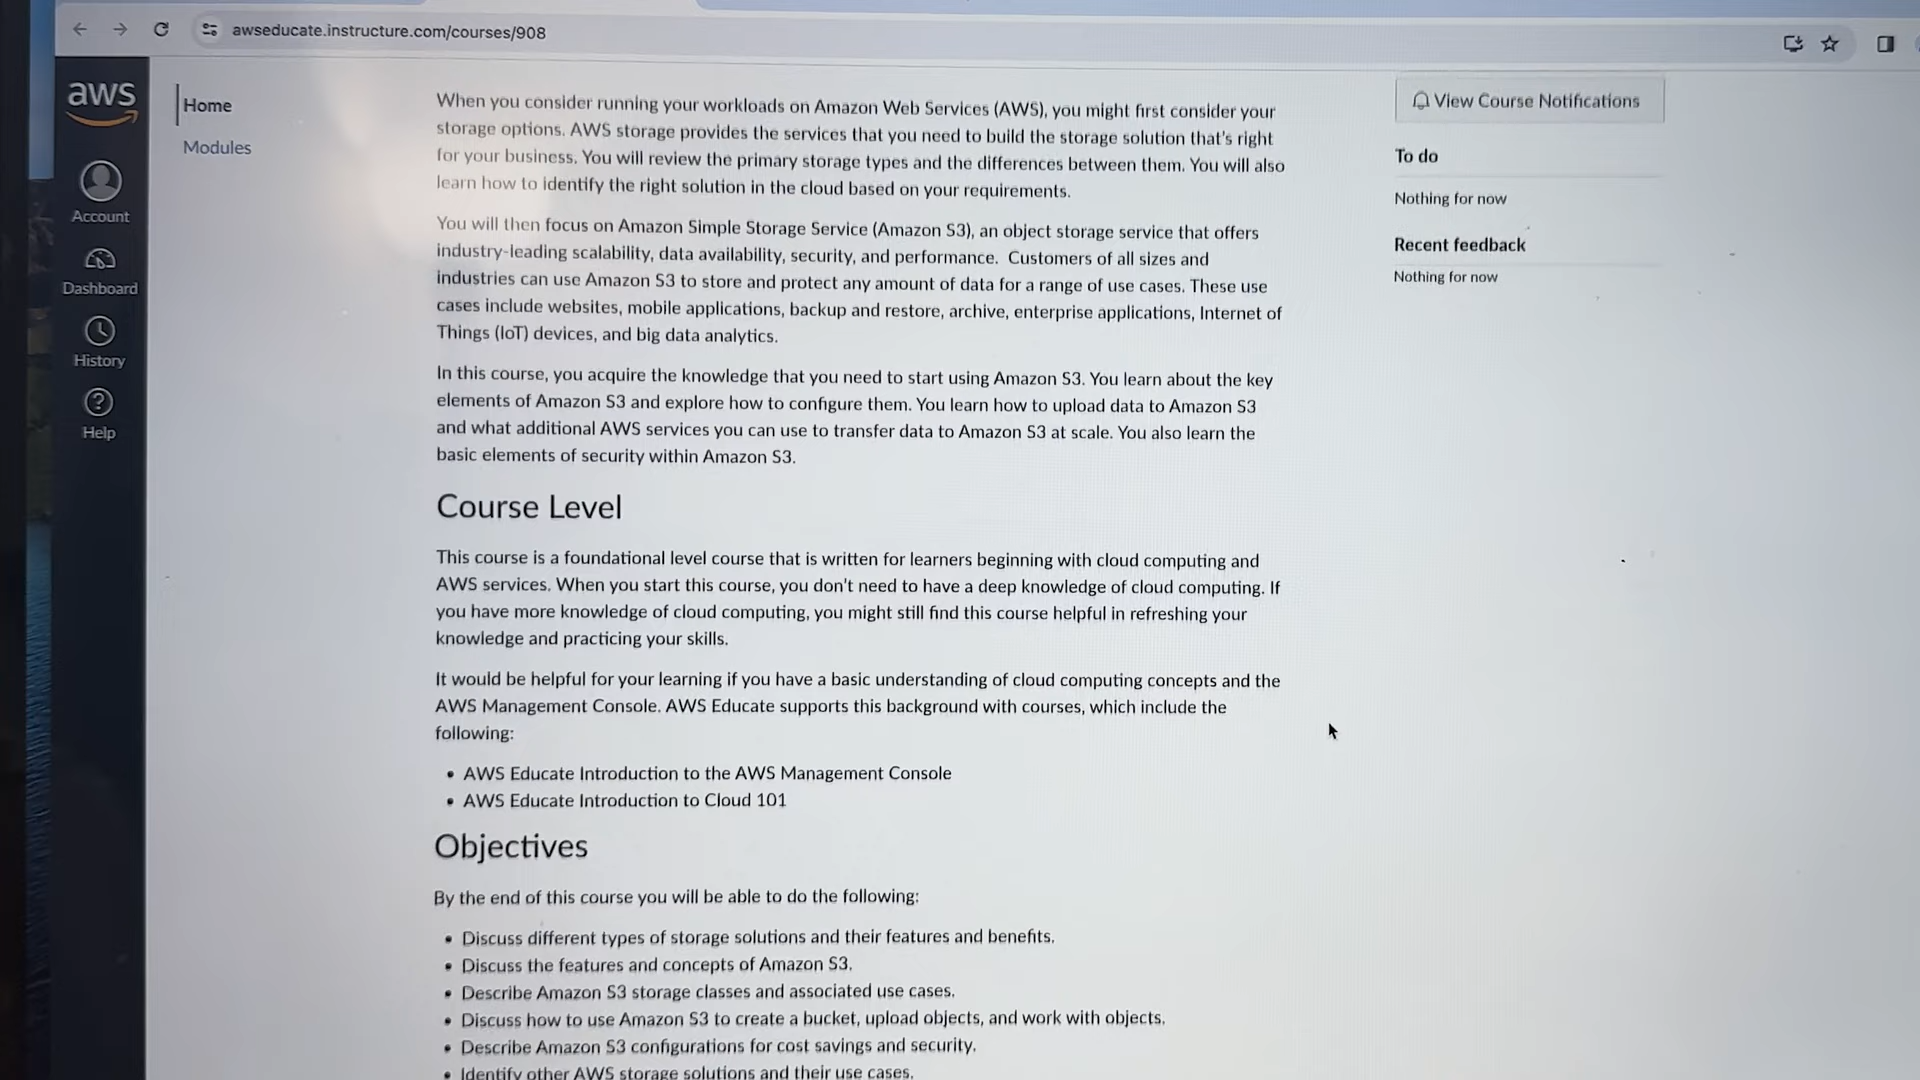 awseducate.instructure.com/courses/908
aws
Account
Dashboard
History
Help
Home
Modules
When you consider running your workloads on Amazon Web Services (AWS), you might first consider your
storage options. AWS storage provides the services that you need to build the storage solution that's right
for your business. You will review the primary storage types and the differences between them. You will also
learn how to identify the right solution in the cloud based on your requirements.
You will then focus on Amazon Simple Storage Service (Amazon S3), an object storage service that offers
industry-leading scalability, data availability, security, and performance. Customers of all sizes and
industries can use Amazon S3 to store and protect any amount of data for a range of use cases. These use
cases include websites, mobile applications, backup and restore, archive, enterprise applications, Internet of
Things (IoT) devices, and big data analytics.
In this course, you acquire the knowledge that you need to start using Amazon S3. You learn about the key
elements of Amazon S3 and explore how to configure them. You learn how to upload data to Amazon S3
and what additional AWS services you can use to transfer data to Amazon S3 at scale. You also learn the
basic elements of security within Amazon S3.
Course Level
This course is a foundational level course that is written for learners beginning with cloud computing and
AWS services. When you start this course, you don't need to have a deep knowledge of cloud computing. If
you have more knowledge of cloud computing, you might still find this course helpful in refreshing your
knowledge and practicing your skills.
It would be helpful for your learning if you have a basic understanding of cloud computing concepts and the
AWS Management Console. AWS Educate supports this background with courses, which include the
following:
• AWS Educate Introduction to the AWS Management Console
• AWS Educate Introduction to Cloud 101
Objectives
By the end of this course you will be able to do the following:
• Discuss different types of storage solutions and their features and benefits.
• Discuss the features and concepts of Amazon S3.
• Describe Amazon S3 storage classes and associated use cases.
• Discuss how to use Amazon S3 to create a bucket, upload objects, and work with objects.
• Describe Amazon S3 configurations for cost savings and security.
• Identify other AWS storage solutions and their use cases.
View Course Notifications
To do
Nothing for now
Recent feedback
Nothing for now